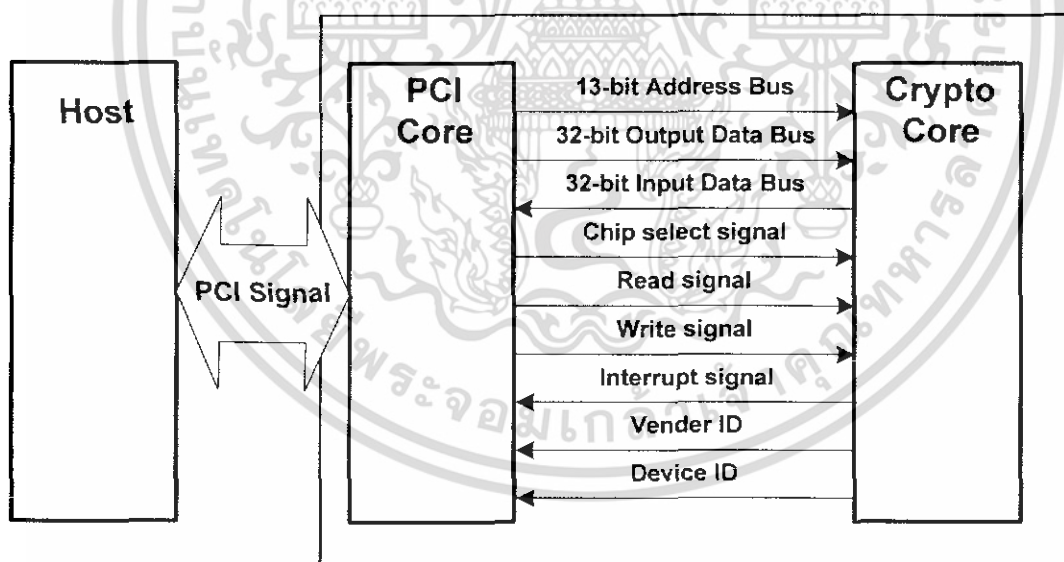 Host
PCI
Core
Crypto
Core
PCI Signal
13-bit Address Bus
32-bit Output Data Bus
32-bit Input Data Bus
Chip select signal
Read signal
Write signal
Interrupt signal
Vender ID
Device ID